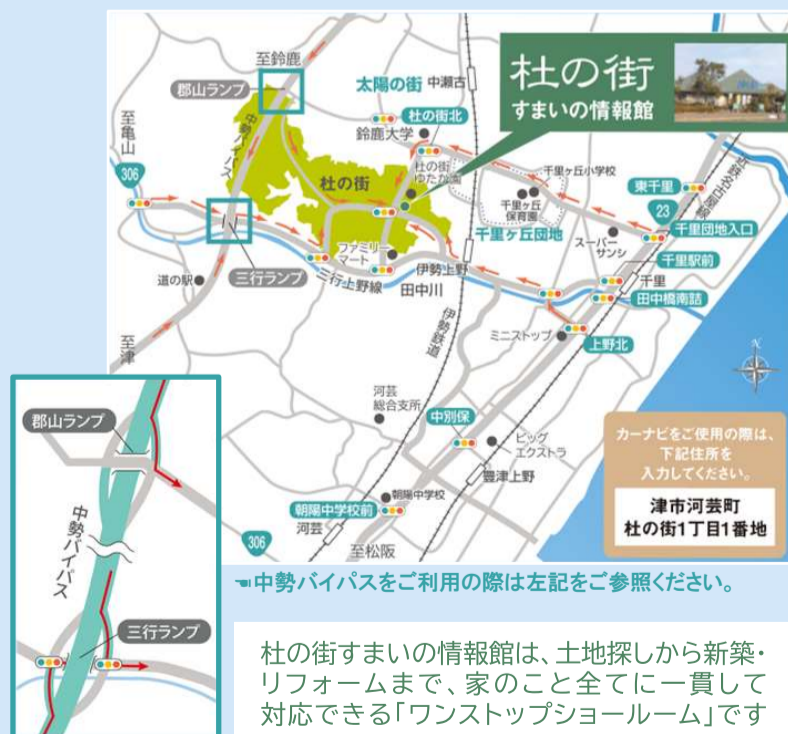 杜の街
すまいの情報館
至鈴鹿
郡山ランプ
太陽の街
中瀬古
杜の街北
鈴鹿大学
至亀山
306
中勢バイパス
杜の街
杜の街
ゆたか園
千里ヶ丘小学校
千里ヶ丘
保育園
千里ヶ丘団地
近鉄名古屋線
東千里
23
千里団地入口
スーパー
サンシ
千里駅前
千里
田中橋南詰
三行ランプ
道の駅
ファミリー
マート
三行上野線
伊勢上野
田中川
至津
伊勢鉄道
ミニストップ
上野北
N
河芸
総合支所
中別保
ビッグ
エクストラ
豊津上野
朝陽中学校
朝陽中学校前
河芸
306
至松阪
カーナビをご使用の際は、
下記住所を
入力してください。
津市河芸町
杜の街1丁目1番地
郡山ランプ
中勢バイパス
三行ランプ
☚中勢バイパスをご利用の際は左記をご参照ください。
杜の街すまいの情報館は、土地探しから新築・
リフォームまで、家のこと全てに一貫して
対応できる「ワンストップショールーム」です